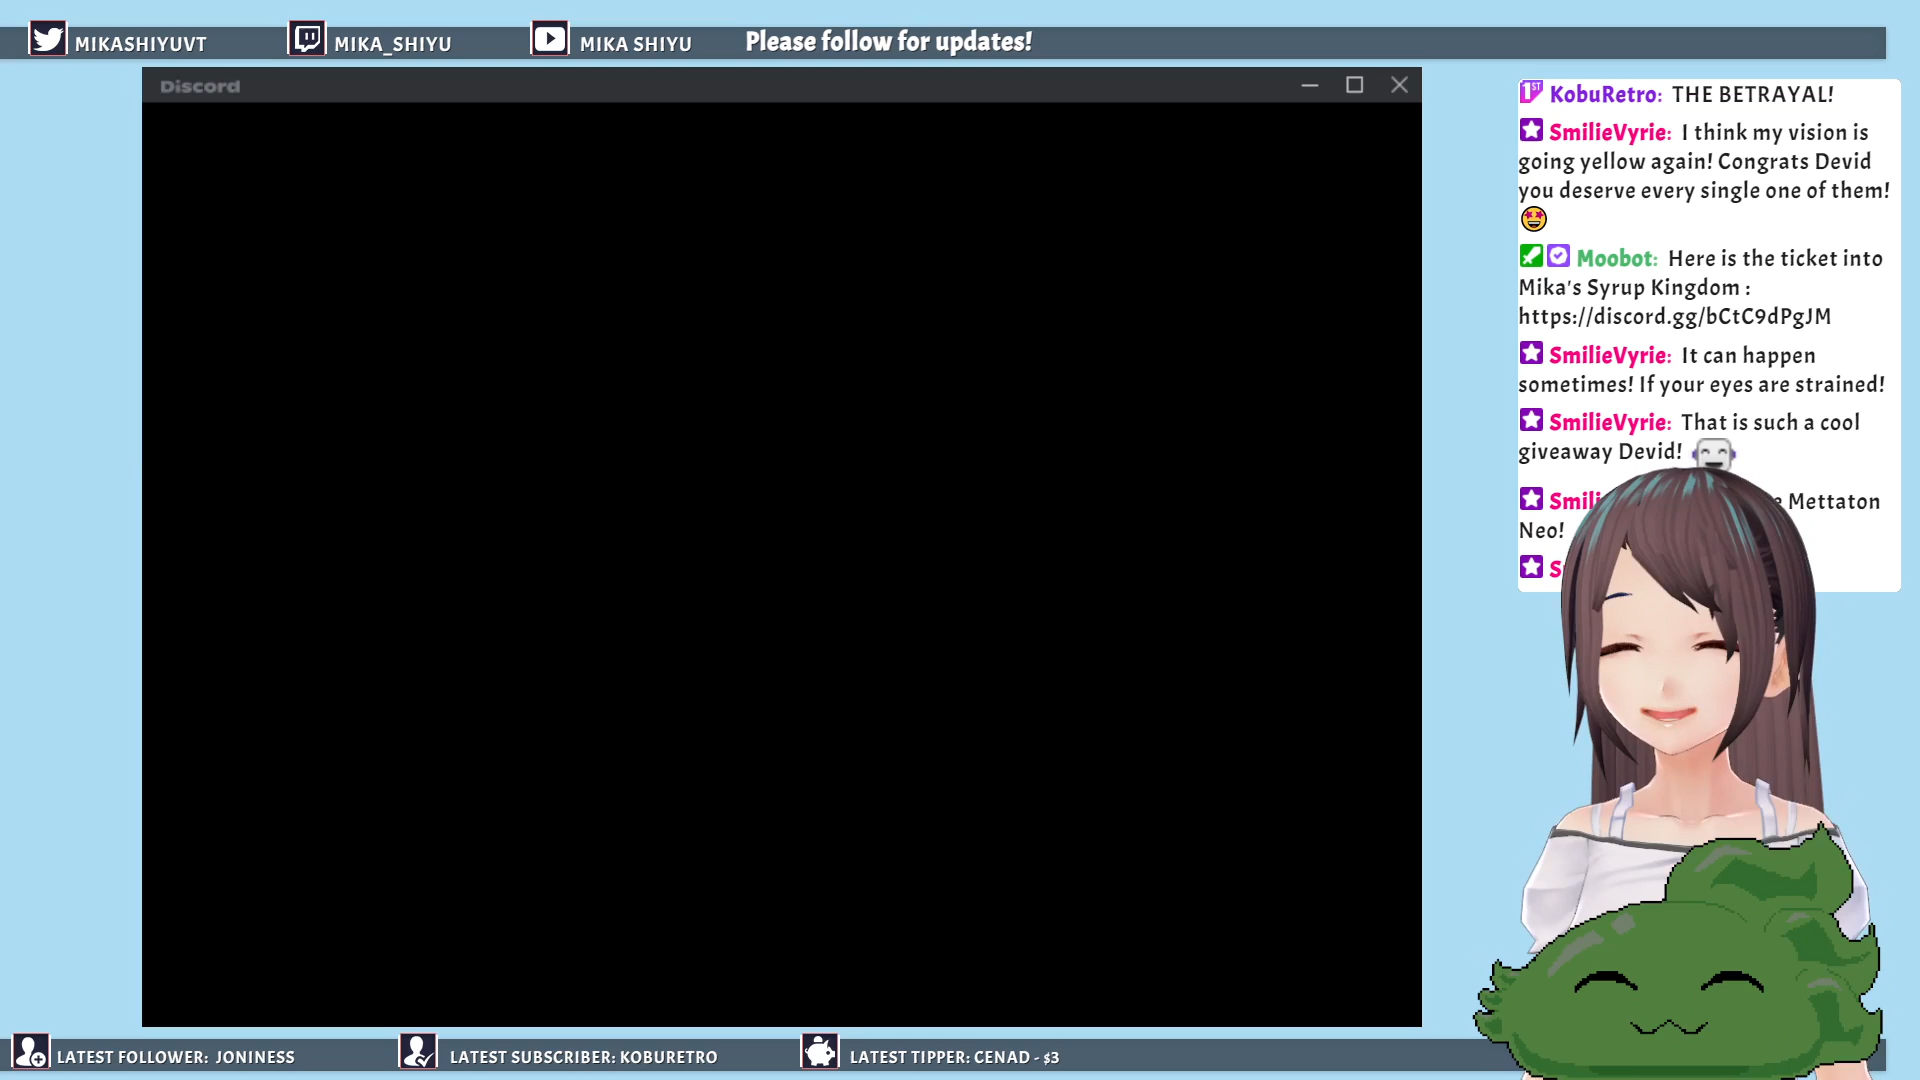 MIKASHIYUVT
MIKA_SHIYU
MIKA SHIYU
Please follow for updates!
Discord
1ST KobuRetro: THE BETRAYAL!
SmilieVyrie: I think my vision is
going yellow again! Congrats Devid
you deserve every single one of them!
Moobot: Here is the ticket into
Mika's Syrup Kingdom :
https://discord.gg/bCtC9dPgJM
SmilieVyrie: It can happen
sometimes! If your eyes are strained!
SmilieVyrie: That is such a cool
giveaway Devid!
Mettaton
Neo!
LATEST FOLLOWER: JONINESS
LATEST SUBSCRIBER: KOBURETRO
LATEST TIPPER: CENAD - $3